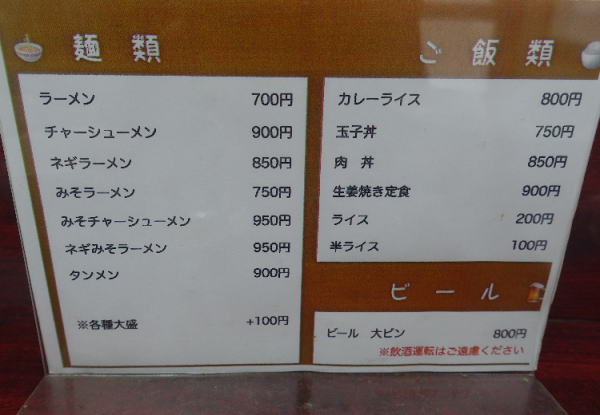 麺類
ラーメン 700円
チャーシューメン 900円
ネギラーメン 850円
みそラーメン 750円
みそチャーシューメン 950円
ネギみそラーメン 950円
タンメン 900円
※各種大盛 +100円
ご飯類
カレーライス 800円
玉子丼 750円
肉 丼 850円
生姜焼き定食 900円
ライス 200円
半ライス 100円
ビール
ビール 大ビン 800円
※飲酒運転はご遠慮ください